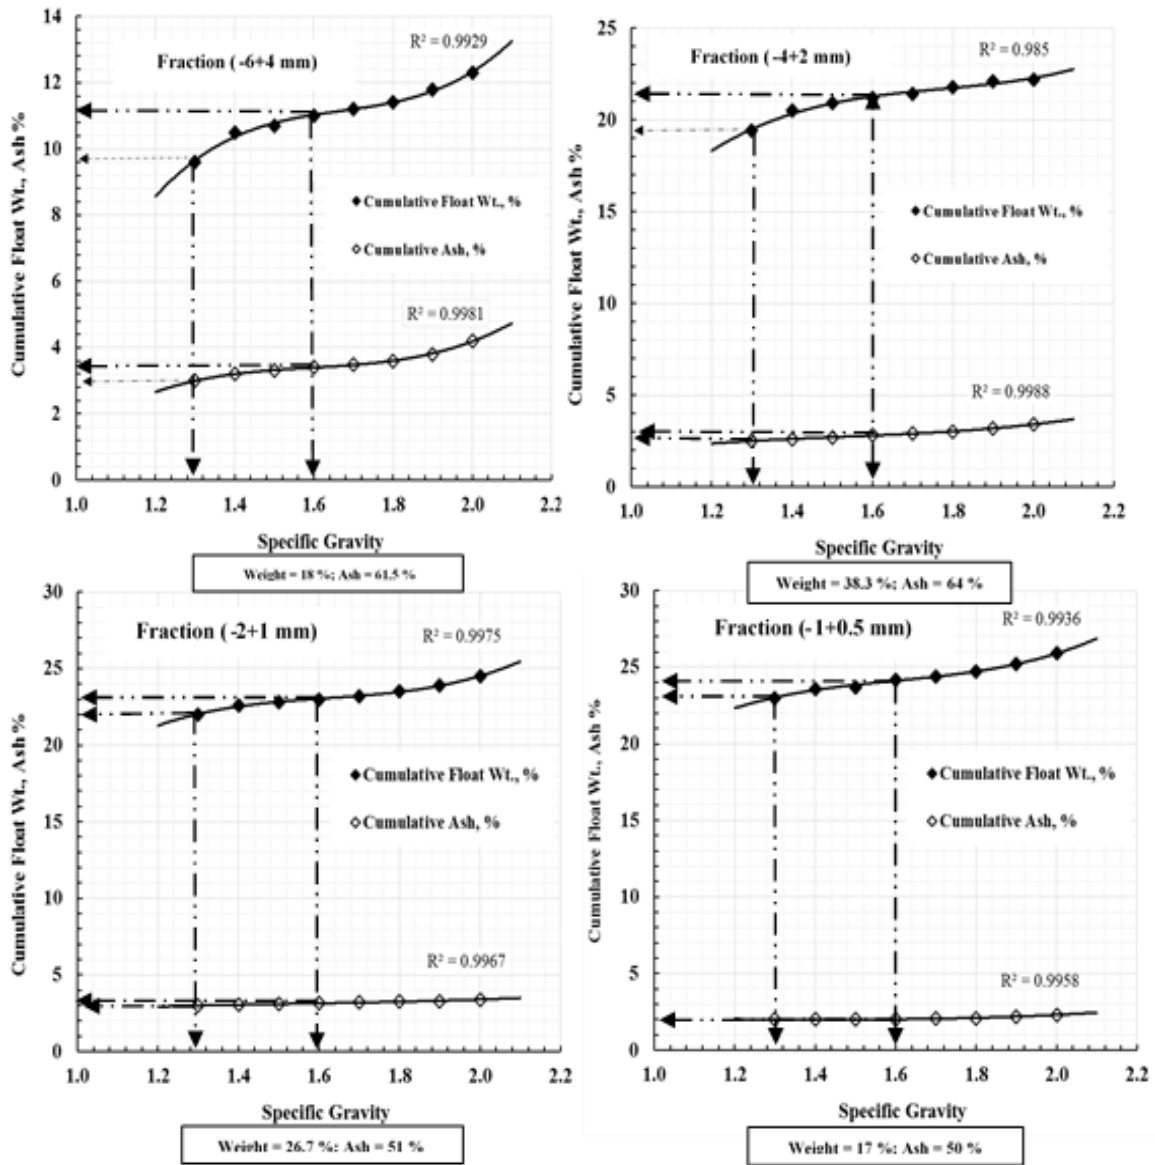 14
12
10
8
6
4
2
0
Cumulative Float Wt., Ash %
Fraction (-6+4 mm)
R² = 0.9929
Cumulative Float Wt., %
Cumulative Ash, %
R² = 0.9981
1.0 1.2 1.4 1.6 1.8 2.0 2.2
Specific Gravity
Weight = 18 %; Ash = 61.5 %
25
20
15
10
5
0
Cumulative Float Wt., Ash %
Fraction (-4+2 mm)
R² = 0.985
Cumulative Float Wt., %
Cumulative Ash, %
R² = 0.9988
1.0 1.2 1.4 1.6 1.8 2.0 2.2
Specific Gravity
Weight = 38.3 %; Ash = 64 %
30
25
20
15
10
5
0
Cumulative Float Wt., Ash %
Fraction (-2+1 mm)
R² = 0.9975
Cumulative Float Wt., %
Cumulative Ash, %
R² = 0.9967
1.0 1.2 1.4 1.6 1.8 2.0 2.2
Specific Gravity
Weight = 26.7 %; Ash = 51 %
30
25
20
15
10
5
0
Cumulative Float Wt., Ash %
Fraction (-1+0.5 mm)
R² = 0.9936
Cumulative Float Wt., %
Cumulative Ash, %
R² = 0.9958
1.0 1.2 1.4 1.6 1.8 2.0 2.2
Specific Gravity
Weight = 17 %; Ash = 50 %